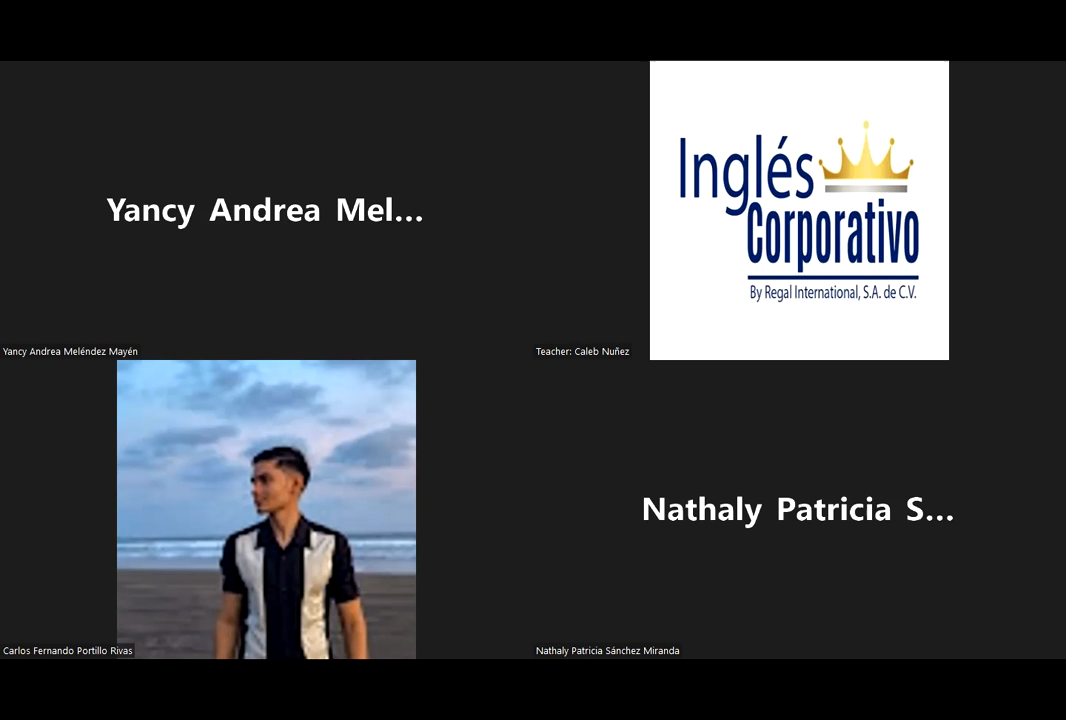 Yancy Andrea Mel...
Inglés
Corporativo
By Regal International, S.A. de C.V.
Yancy Andrea Meléndez Mayén
Teacher: Caleb Nuñez
Nathaly Patricia S...
Carlos Fernando Portillo Rivas
Nathaly Patricia Sánchez Miranda